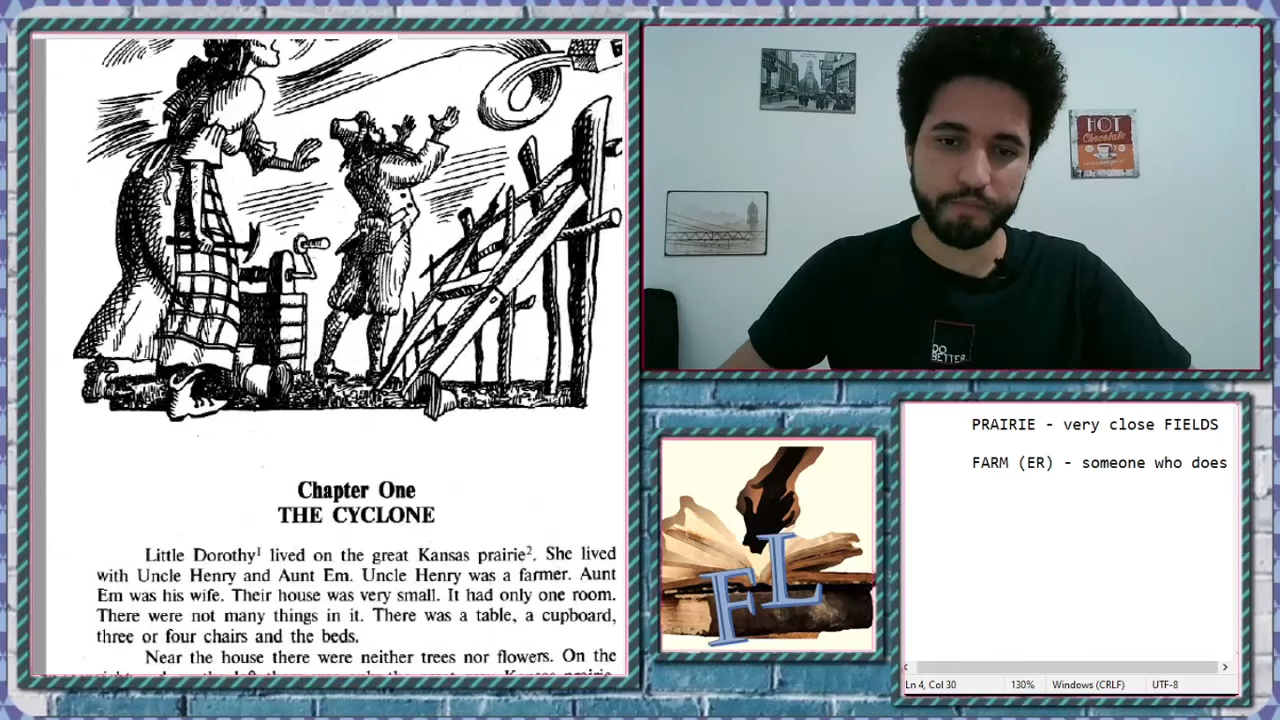 Chapter One
THE CYCLONE
Little Dorothy¹ lived on the great Kansas prairie². She lived
with Uncle Henry and Aunt Em. Uncle Henry was a farmer. Aunt
Em was his wife. Their house was very small. It had only one room.
There were not many things in it. There was a table, a cupboard,
three or four chairs and the beds.
Near the house there were neither trees nor flowers. On the
HOT
Chocolate
DO
BETTER.
FL
PRAIRIE - very close FIELDS
FARM (ER) - someone who does
Ln 4, Col 30
130%
Windows (CRLF)
UTF-8